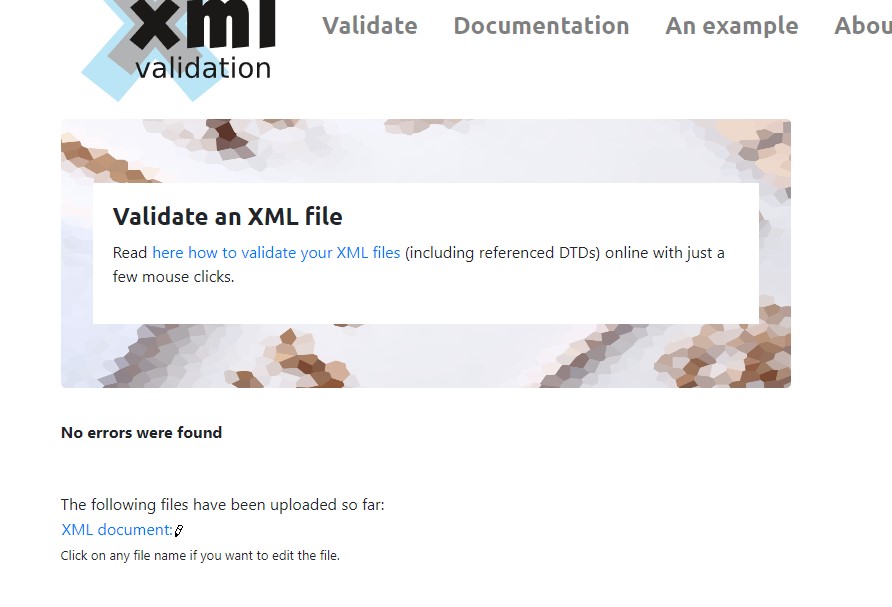 xml
validation
Validate Documentation An example Abou
Validate an XML file
Read here how to validate your XML files (including referenced DTDs) online with just a
few mouse clicks.
No errors were found
The following files have been uploaded so far:
XML document:
Click on any file name if you want to edit the file.